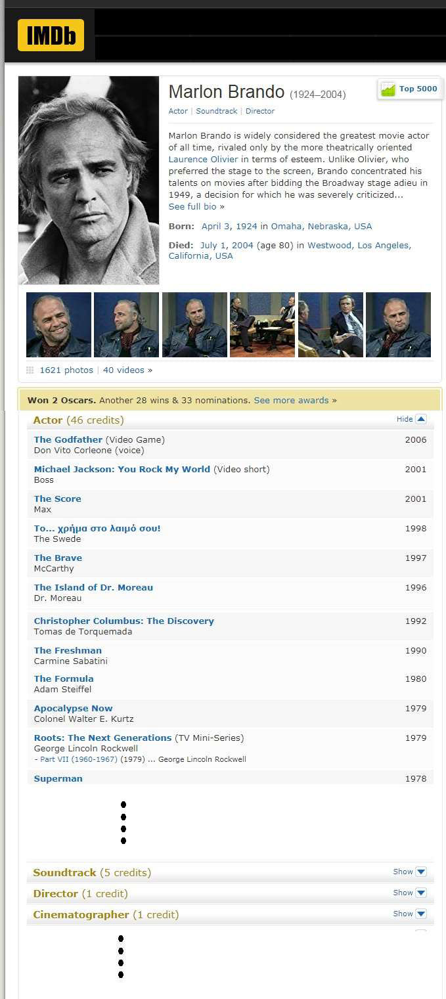 IMDb
Marlon Brando (1924–2004)
Top 5000
Actor | Soundtrack | Director
Marlon Brando is widely considered the greatest movie actor
of all time, rivaled only by the more theatrically oriented
Laurence Olivier in terms of esteem. Unlike Olivier, who
preferred the stage to the screen, Brando concentrated his
talents on movies after bidding the Broadway stage adieu in
1949, a decision for which he was severely criticized...
See full bio »
Born: April 3, 1924 in Omaha, Nebraska, USA
Died: July 1, 2004 (age 80) in Westwood, Los Angeles,
California, USA
1621 photos | 40 videos »
Won 2 Oscars. Another 28 wins & 33 nominations. See more awards »
Actor (46 credits) Hide
The Godfather (Video Game) 2006
Don Vito Corleone (voice)
Michael Jackson: You Rock My World (Video short) 2001
Boss
The Score 2001
Max
Το... χρήμα στο λαιμό σου! 1998
The Swede
The Brave 1997
McCarthy
The Island of Dr. Moreau 1996
Dr. Moreau
Christopher Columbus: The Discovery 1992
Tomas de Torquemada
The Freshman 1990
Carmine Sabatini
The Formula 1980
Adam Steiffel
Apocalypse Now 1979
Colonel Walter E. Kurtz
Roots: The Next Generations (TV Mini-Series) 1979
George Lincoln Rockwell
- Part VII (1960-1967) (1979) ... George Lincoln Rockwell
Superman 1978
Soundtrack (5 credits) Show
Director (1 credit) Show
Cinematographer (1 credit) Show